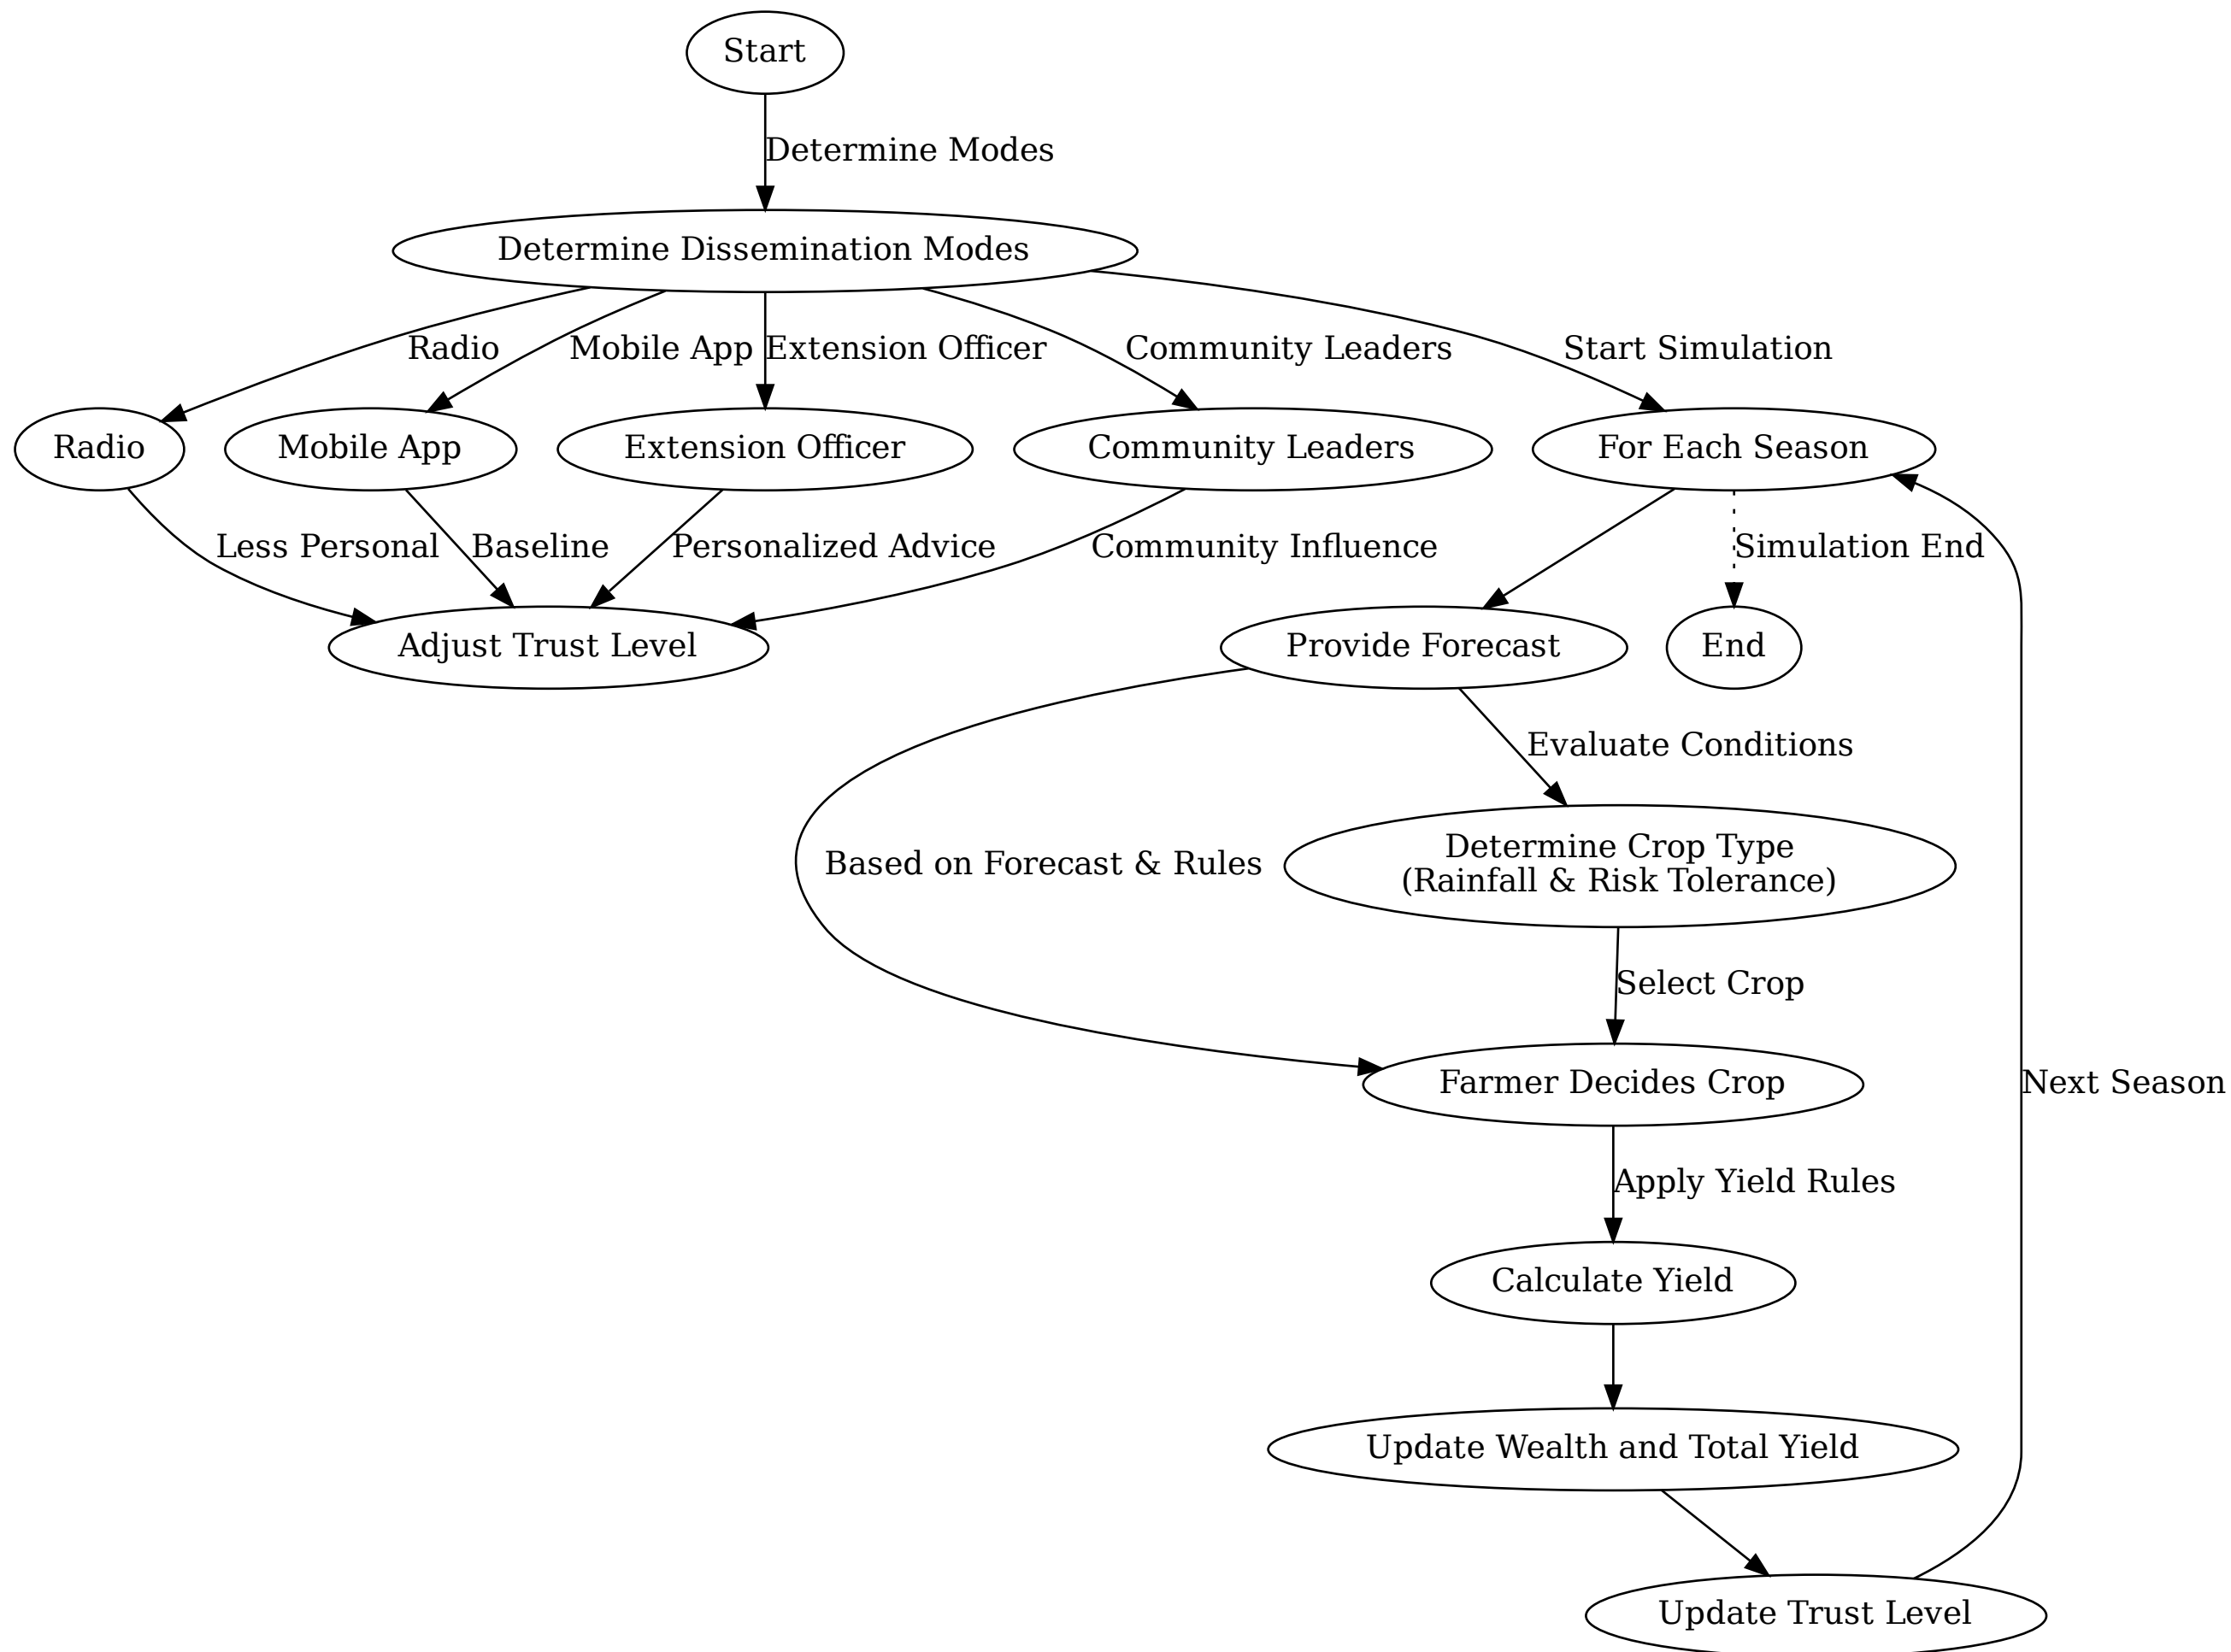 Start
Determine Modes
Determine Dissemination Modes
Radio
Mobile App
Extension Officer
Community Leaders
Start Simulation
Radio
Mobile App
Extension Officer
Community Leaders
For Each Season
Less Personal
Baseline
Personalized Advice
Community Influence
Simulation End
Adjust Trust Level
Provide Forecast
End
Evaluate Conditions
Based on Forecast & Rules
Determine Crop Type
(Rainfall & Risk Tolerance)
Select Crop
Farmer Decides Crop
Next Season
Apply Yield Rules
Calculate Yield
Update Wealth and Total Yield
Update Trust Level